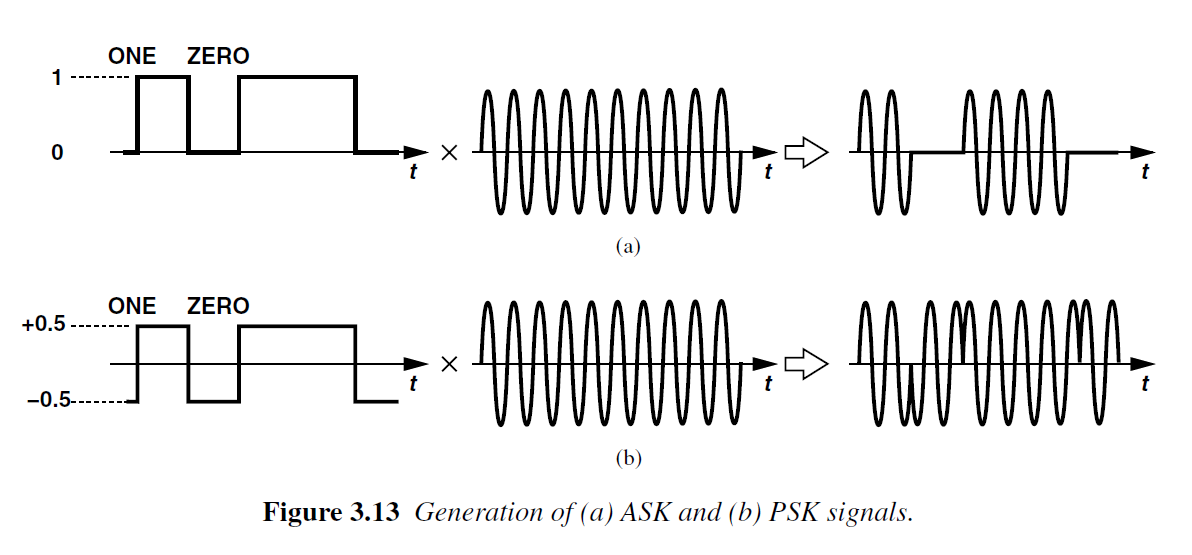 ONE ZERO
1
0
t × t t
(a)
ONE ZERO
+0.5
t × t t
−0.5
(b)
Figure 3.13 Generation of (a) ASK and (b) PSK signals.